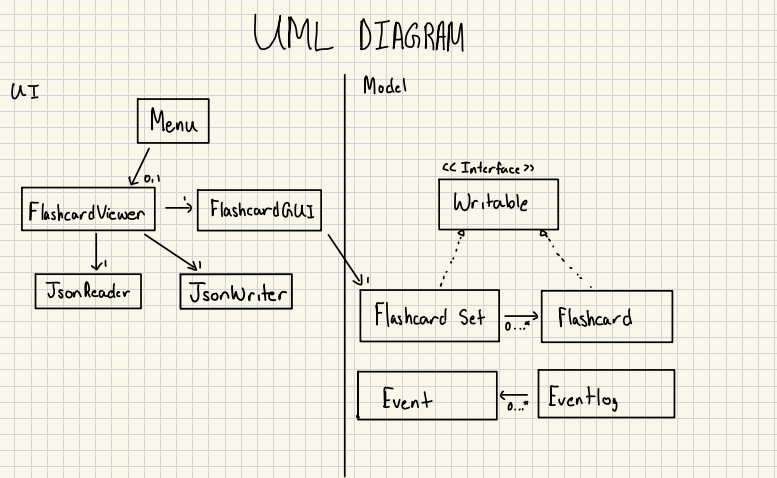 UML DIAGRAM
UI
Model
Menu
0,1
<< Interface >>
Writable
FlashcardViewer
1
FlashcardGUI
1
JsonReader
1
JsonWriter
1
Flashcard Set
0...*
Flashcard
Event
0...*
Eventlog